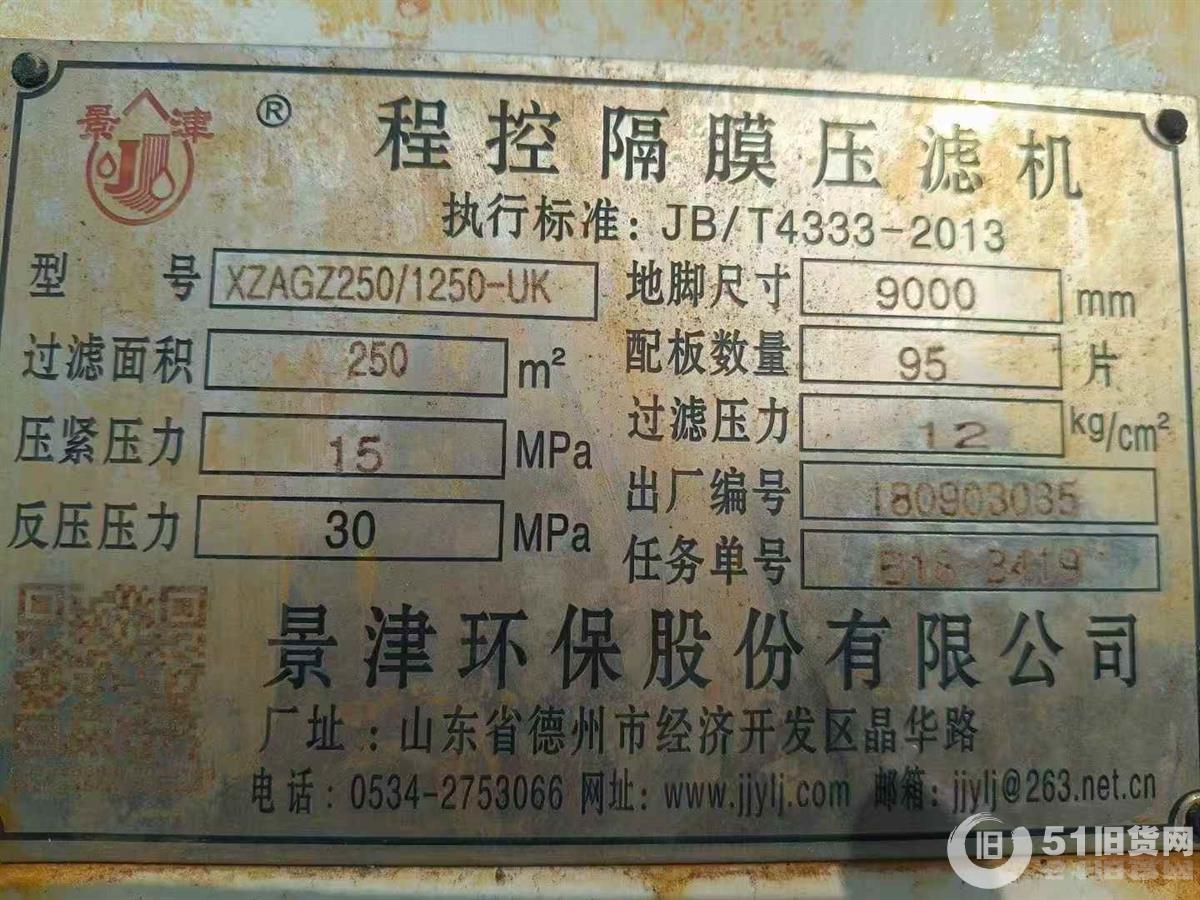 景津 ® 程控隔膜压滤机
执行标准：JB/T4333-2013
型号 XZAGZ250/1250-UK 地脚尺寸 9000 mm
过滤面积 250 m² 配板数量 95 片
压紧压力 15 MPa 过滤压力 12 kg/cm²
反压压力 30 MPa 出厂编号 180903035
任务单号
景津环保股份有限公司
厂址：山东省德州市经济开发区晶华路
电话：0534-2753066 网址：www.jjylj.com 邮箱：jjylj@263.net.cn
旧 51旧货网